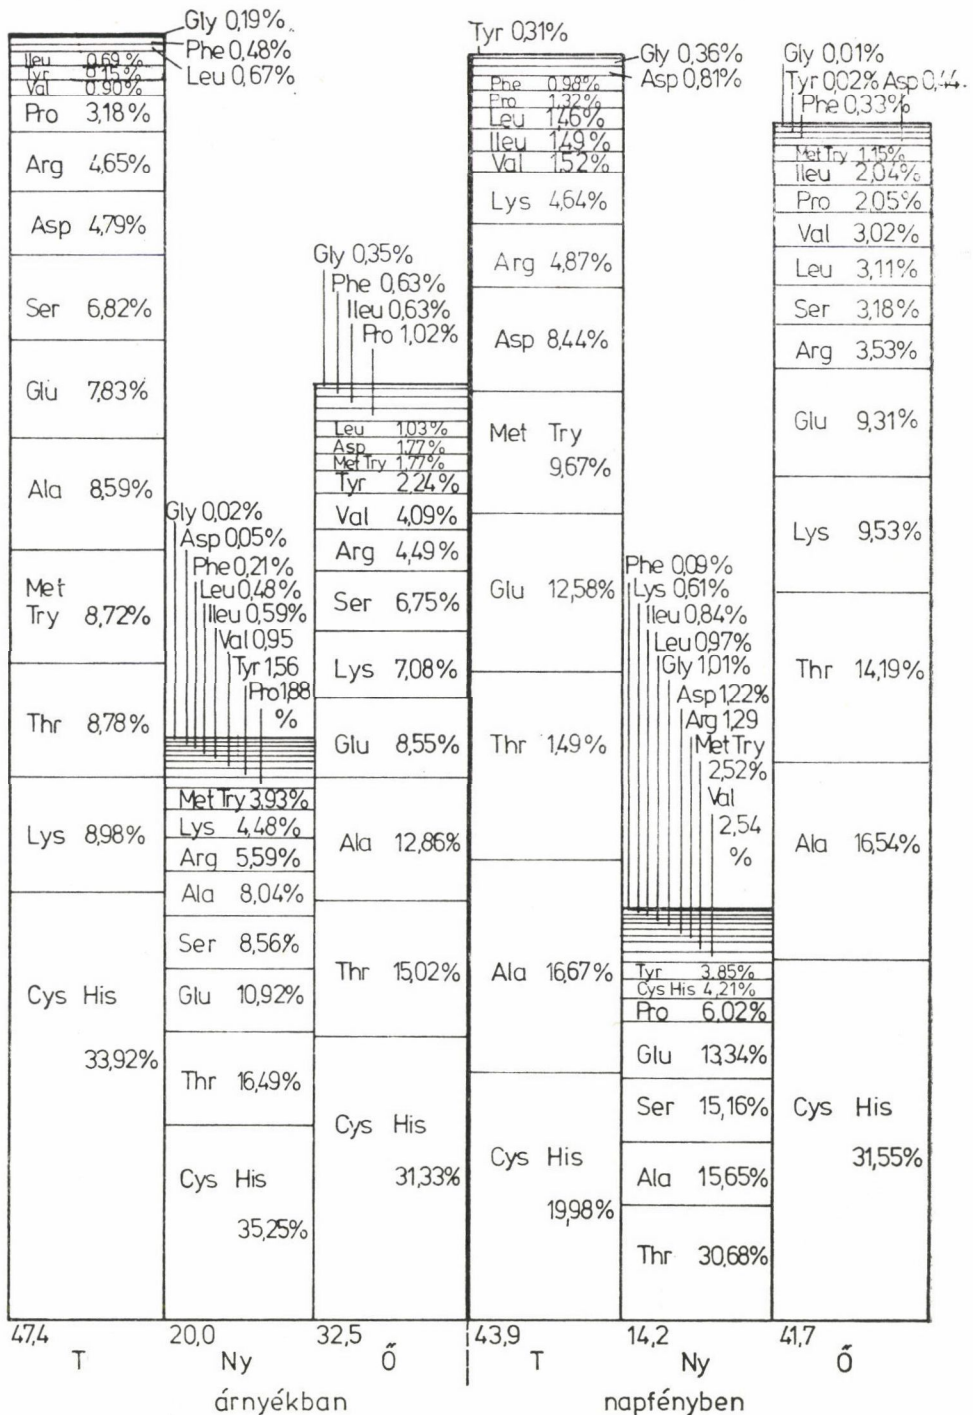 Gly 0,19%
Phe 0,48%
Leu 0,67%
Ileu 0,69 %
Tyr 0,15%
Val 0,90%
Pro 3,18%
Arg 4,65%
Asp 4,79%
Ser 6,82%
Glu 7,83%
Ala 8,59%
Met
Try 8,72%
Thr 8,78%
Lys 8,98%
Cys His
33,92%
Gly 0,02%
Asp 0,05%
Phe 0,21%
Leu 0,48%
Ileu 0,59%
Val 0,95
Tyr 1,56
Pro 1,88
%
Met Try 3,93%
Lys 4,48%
Arg 5,59%
Ala 8,04%
Ser 8,56%
Glu 10,92%
Thr 16,49%
Cys His
35,25%
Gly 0,35%
Phe 0,63%
Ileu 0,63%
Pro 1,02%
Leu 1,03%
Asp 1,77%
Met Try 1,77%
Tyr 2,24%
Val 4,09%
Arg 4,49%
Ser 6,75%
Lys 7,08%
Glu 8,55%
Ala 12,86%
Thr 15,02%
Cys His
31,33%
Tyr 0,31%
Gly 0,36%
Asp 0,81%
Phe 0,98%
Pro 1,32%
Leu 1,46%
Ileu 1,49%
Val 1,52%
Lys 4,64%
Arg 4,87%
Asp 8,44%
Met Try
9,67%
Glu 12,58%
Thr 1,49%
Ala 16,67%
Cys His
19,98%
Phe 0,09%
Lys 0,61%
Ileu 0,84%
Leu 0,97%
Gly 1,01%
Asp 1,22%
Arg 1,29
Met Try
2,52%
Val
2,54
%
Tyr 3,85%
Cys His 4,21%
Pro 6,02%
Glu 13,34%
Ser 15,16%
Ala 15,65%
Thr 30,68%
Gly 0,01%
Tyr 0,02% Asp
Phe 0,33%
Met Try 1,15%
Ileu 2,04%
Pro 2,05%
Val 3,02%
Leu 3,11%
Ser 3,18%
Arg 3,53%
Glu 9,31%
Lys 9,53%
Thr 14,19%
Ala 16,54%
Cys His
31,55%
47,4 20,0 32,5 43,9 14,2 41,7
T Ny Ő T Ny Ő
árnyékban napfényben